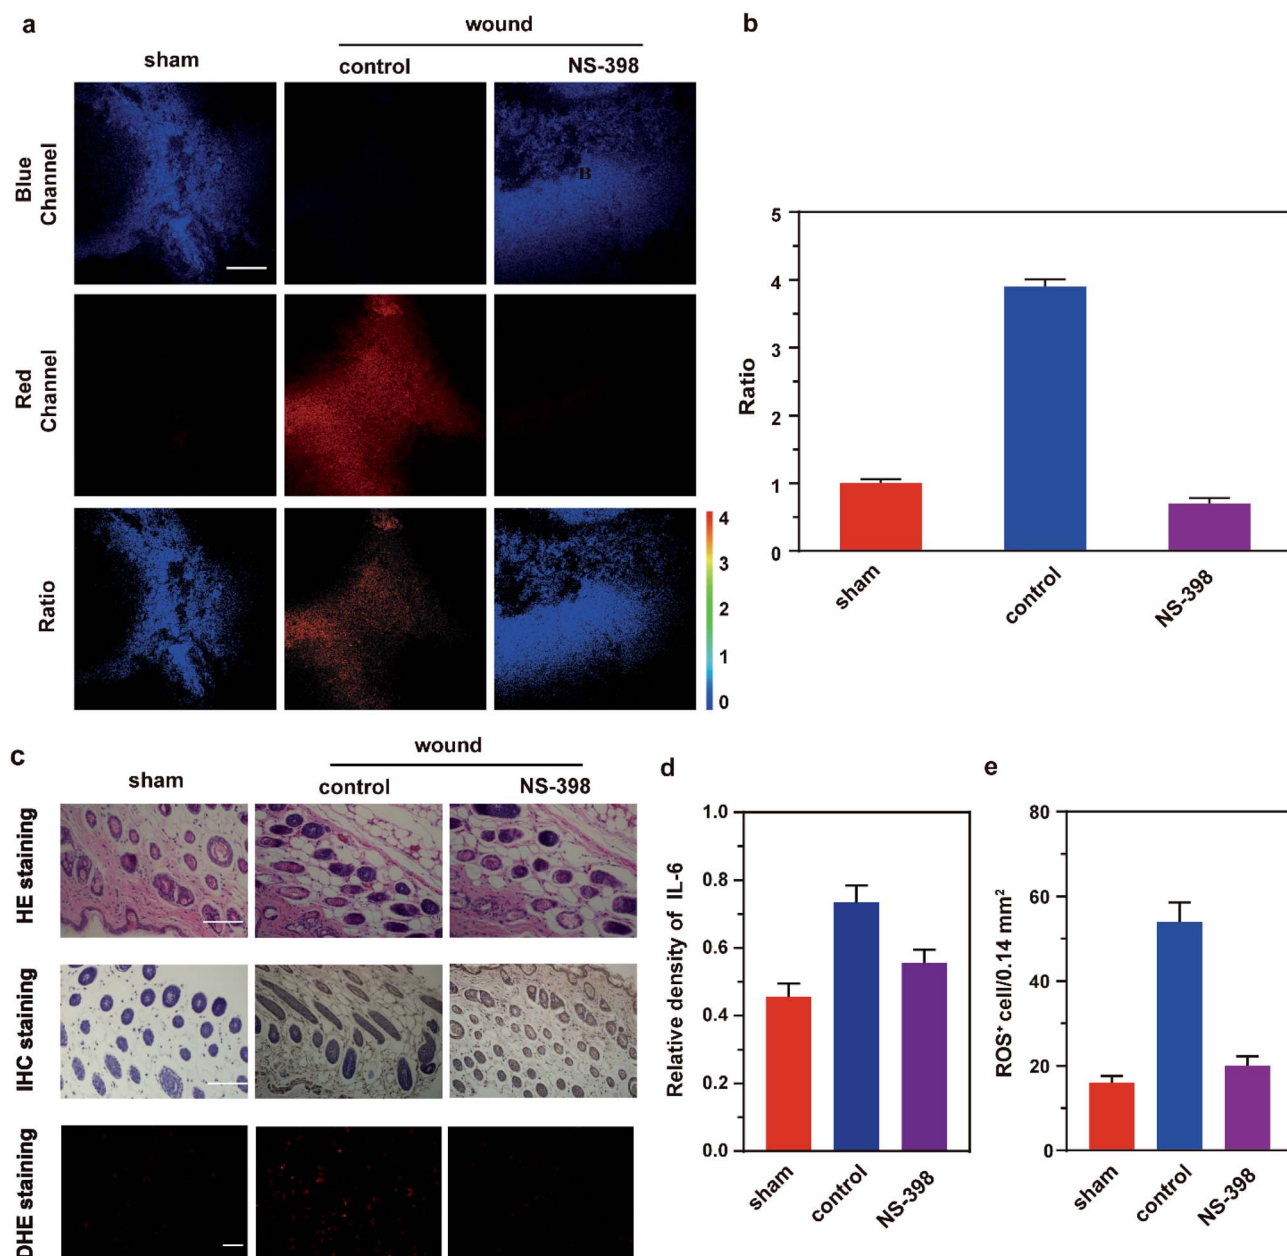 a
wound
sham
control
NS-398
Blue
Channel
B
Red
Channel
Ratio
4
3
2
1
0
b
Ratio
5
4
3
2
1
0
sham
control
NS-398
c
wound
sham
control
NS-398
HE staining
IHC staining
DHE staining
d
Relative density of IL-6
1.0
0.8
0.6
0.4
0.2
0.0
sham
control
NS-398
e
ROS⁺ cell/0.14 mm²
80
60
40
20
0
sham
control
NS-398